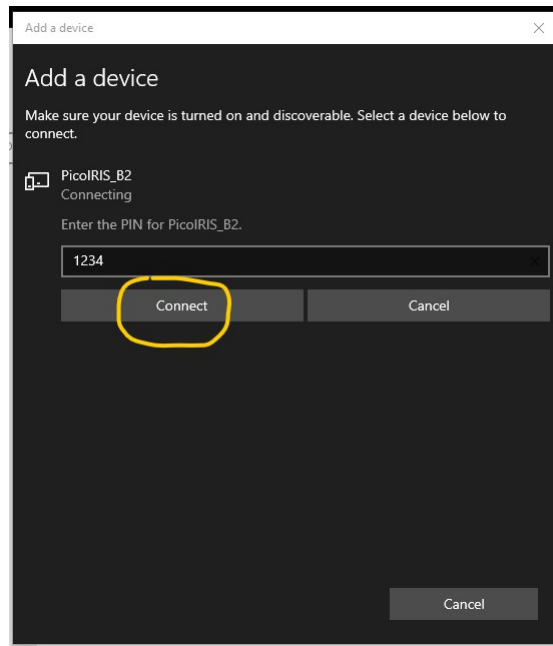 Add a device
Add a device
Make sure your device is turned on and discoverable. Select a device below to
connect.
PicoIRIS_B2
Connecting
Enter the PIN for PicoIRIS_B2.
1234
Connect
Cancel
Cancel